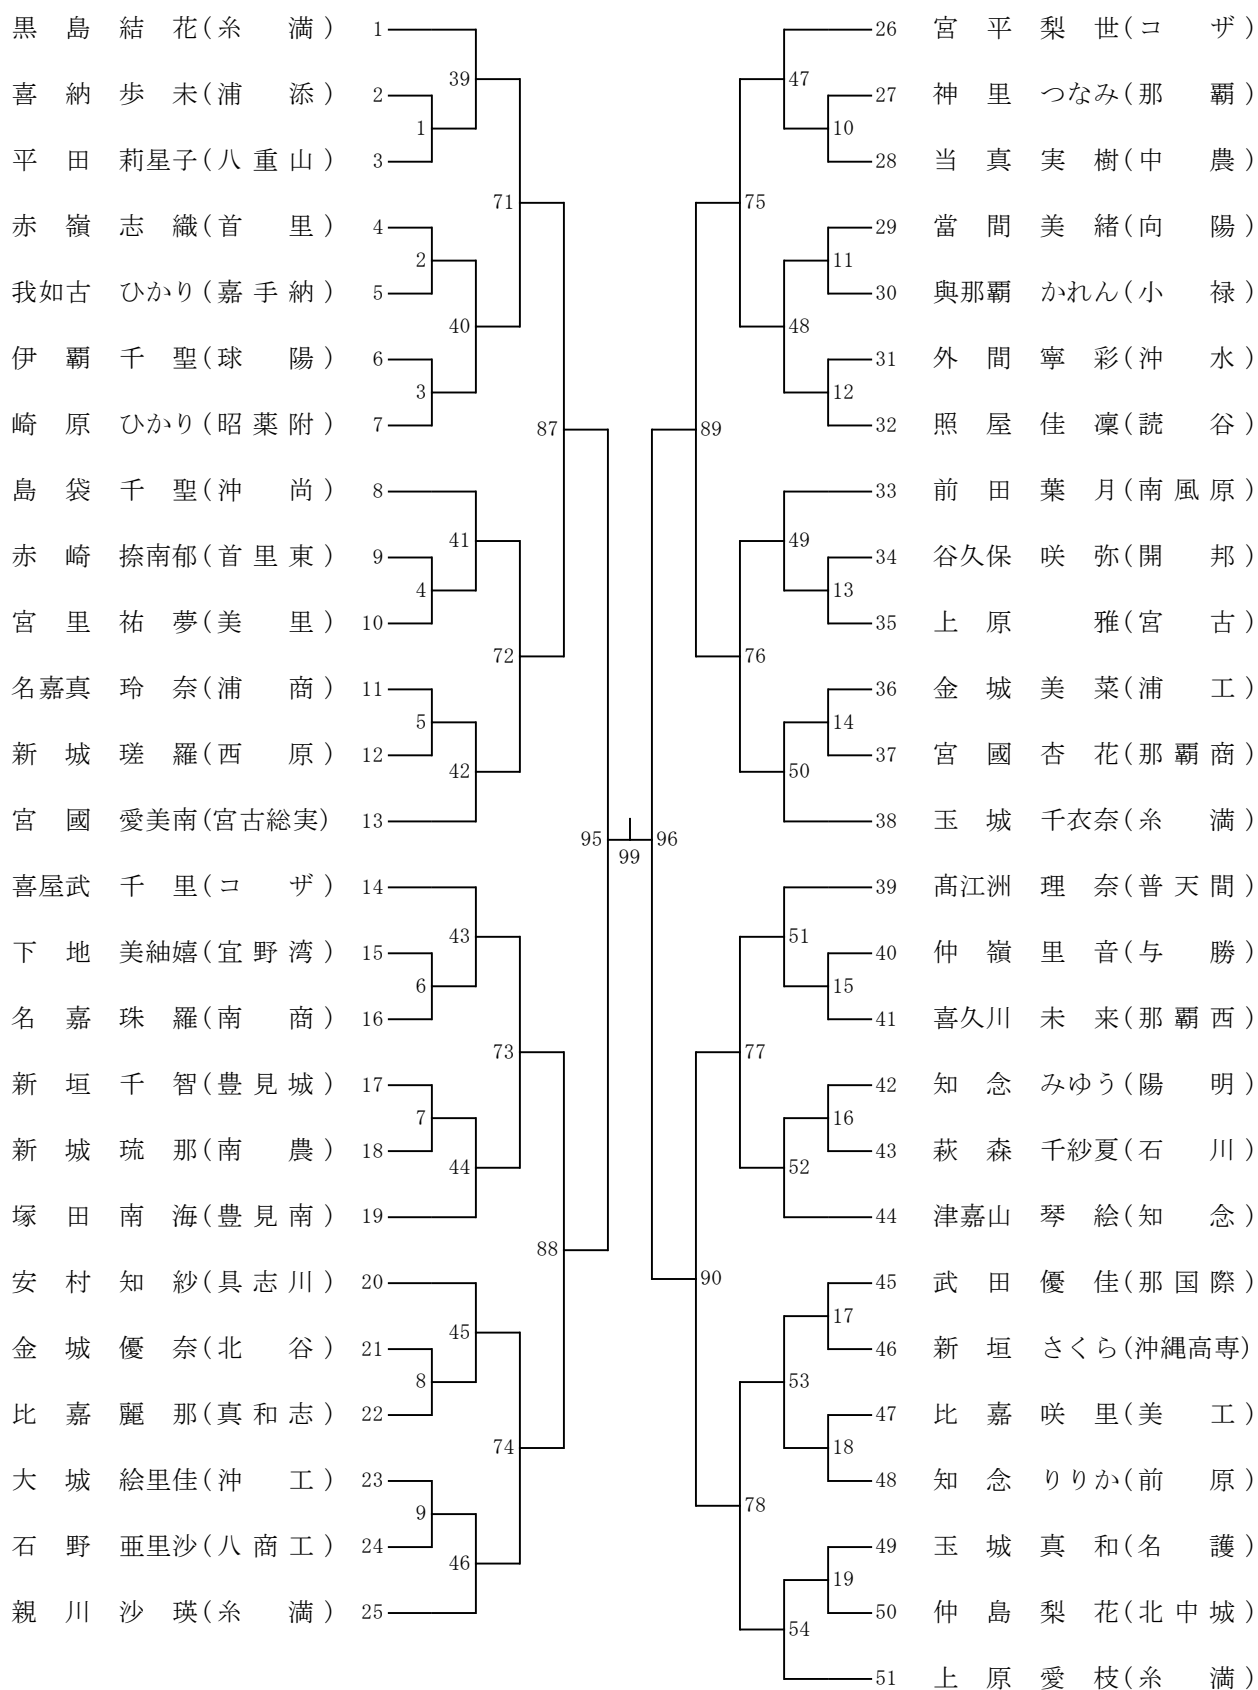 黒島結花(糸満) 1
喜納歩未(浦添) 2
平田莉星子(八重山) 3
赤嶺志織(首里) 4
我如古ひかり(嘉手納) 5
伊覇千聖(球陽) 6
崎原ひかり(昭薬附) 7
島袋千聖(沖尚) 8
赤崎捺南郁(首里東) 9
宮里祐夢(美里) 10
名嘉真玲奈(浦商) 11
新城瑳羅(西原) 12
宮國愛美南(宮古総実) 13
喜屋武千里(コザ) 14
下地美紬嬉(宜野湾) 15
名嘉珠羅(南商) 16
新垣千智(豊見城) 17
新城琉那(南農) 18
塚田南海(豊見南) 19
安村知紗(具志川) 20
金城優奈(北谷) 21
比嘉麗那(真和志) 22
大城絵里佳(沖工) 23
石野亜里沙(八商工) 24
親川沙瑛(糸満) 25
1
2
3
4
5
6
7
8
9
39
40
41
42
43
44
45
46
71
72
73
74
87
88
95
99
96
89
90
75
76
77
78
47
48
49
50
51
52
53
54
10
11
12
13
14
15
16
17
18
19
26 宮平梨世(コザ)
27 神里つなみ(那覇)
28 当真実樹(中農)
29 當間美緒(向陽)
30 與那覇かれん(小禄)
31 外間寧彩(沖水)
32 照屋佳凜(読谷)
33 前田葉月(南風原)
34 谷久保咲弥(開邦)
35 上原雅(宮古)
36 金城美菜(浦工)
37 宮國杏花(那覇商)
38 玉城千衣奈(糸満)
39 髙江洲理奈(普天間)
40 仲嶺里音(与勝)
41 喜久川未来(那覇西)
42 知念みゆう(陽明)
43 萩森千紗夏(石川)
44 津嘉山琴絵(知念)
45 武田優佳(那国際)
46 新垣さくら(沖縄高専)
47 比嘉咲里(美工)
48 知念りりか(前原)
49 玉城真和(名護)
50 仲島梨花(北中城)
51 上原愛枝(糸満)